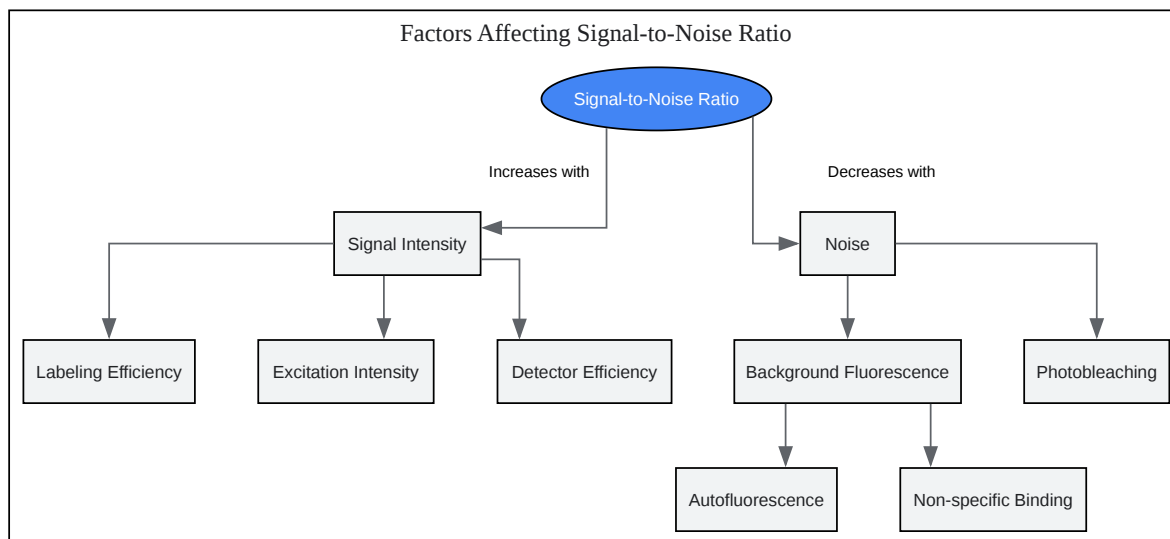 Factors Affecting Signal-to-Noise Ratio
Signal-to-Noise Ratio
Increases with
Decreases with
Signal Intensity
Noise
Labeling Efficiency
Excitation Intensity
Detector Efficiency
Background Fluorescence
Photobleaching
Autofluorescence
Non-specific Binding